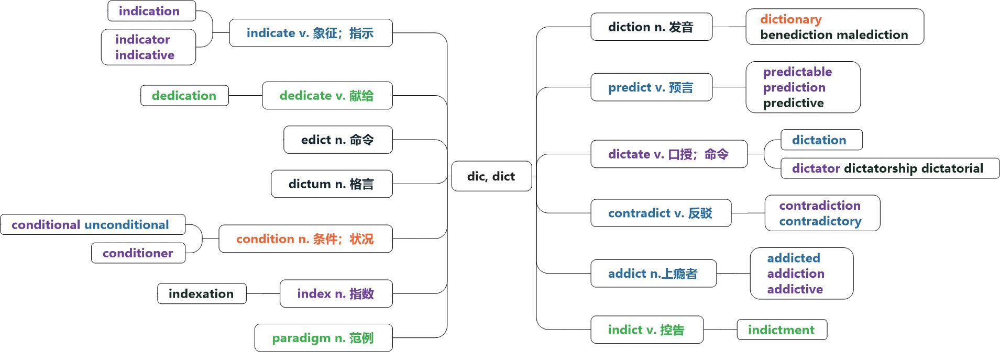 dic, dict
indicate v. 象征；指示
indication
indicator
indicative
dedicate v. 献给
dedication
edict n. 命令
dictum n. 格言
condition n. 条件；状况
conditional unconditional
conditioner
index n. 指数
indexation
paradigm n. 范例
diction n. 发音
dictionary
benediction malediction
predict v. 预言
predictable
prediction
predictive
dictate v. 口授；命令
dictation
dictator dictatorship dictatorial
contradict v. 反驳
contradiction
contradictory
addict n.上瘾者
addicted
addiction
addictive
indict v. 控告
indictment